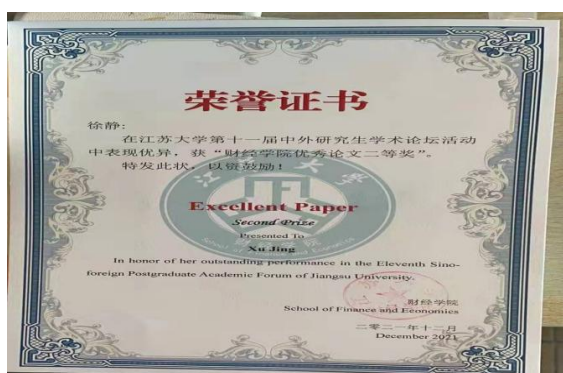 荣誉证书
徐静:
在江苏大学第十一届中外研究生学术论坛活动
中表现优异，获“财经学院优秀论文二等奖”。
特发此状，以资鼓励！
Excellent Paper
Second Prize
Presented To
Xu Jing
In honor of her outstanding performance in the Eleventh Sino-
foreign Postgraduate Academic Forum of Jiangsu University.
财经学院
School of Finance and Economics
二零二一年十二月
December 2021